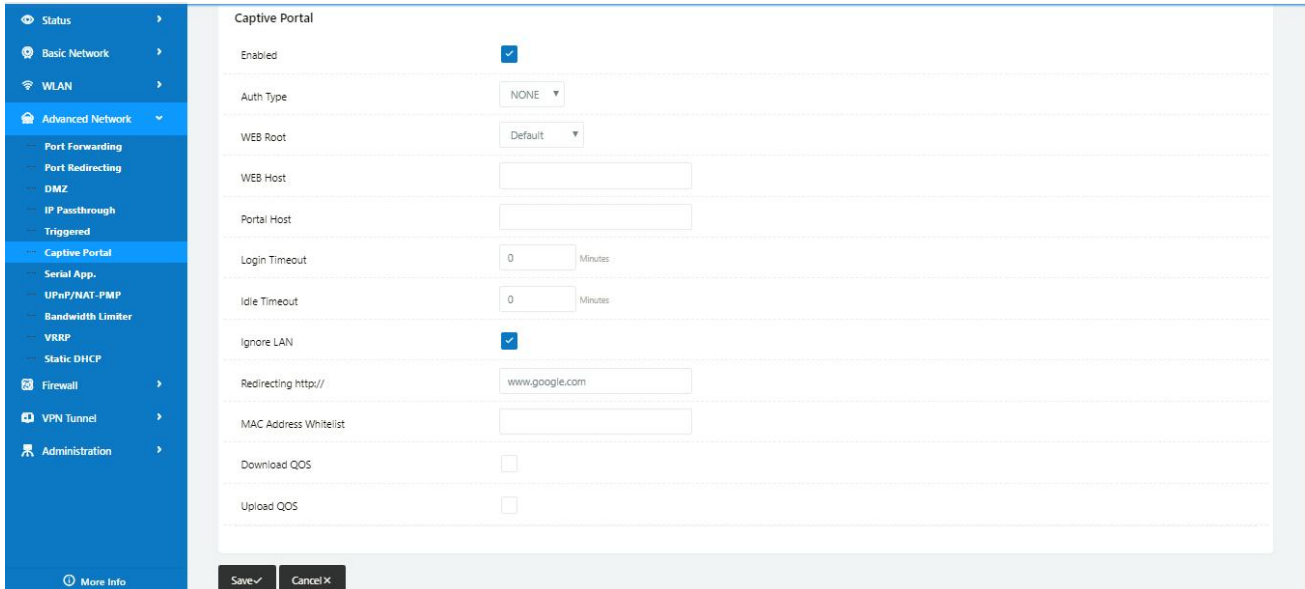 Status
Basic Network
WLAN
Advanced Network
Port Forwarding
Port Redirecting
DMZ
IP Passthrough
Triggered
Captive Portal
Serial App.
UPnP/NAT-PMP
Bandwidth Limiter
VRRP
Static DHCP
Firewall
VPN Tunnel
Administration
More Info
Captive Portal
Enabled
Auth Type NONE
WEB Root Default
WEB Host
Portal Host
Login Timeout 0 Minutes
Idle Timeout 0 Minutes
Ignore LAN
Redirecting http:// www.google.com
MAC Address Whitelist
Download QOS
Upload QOS
Save Cancel